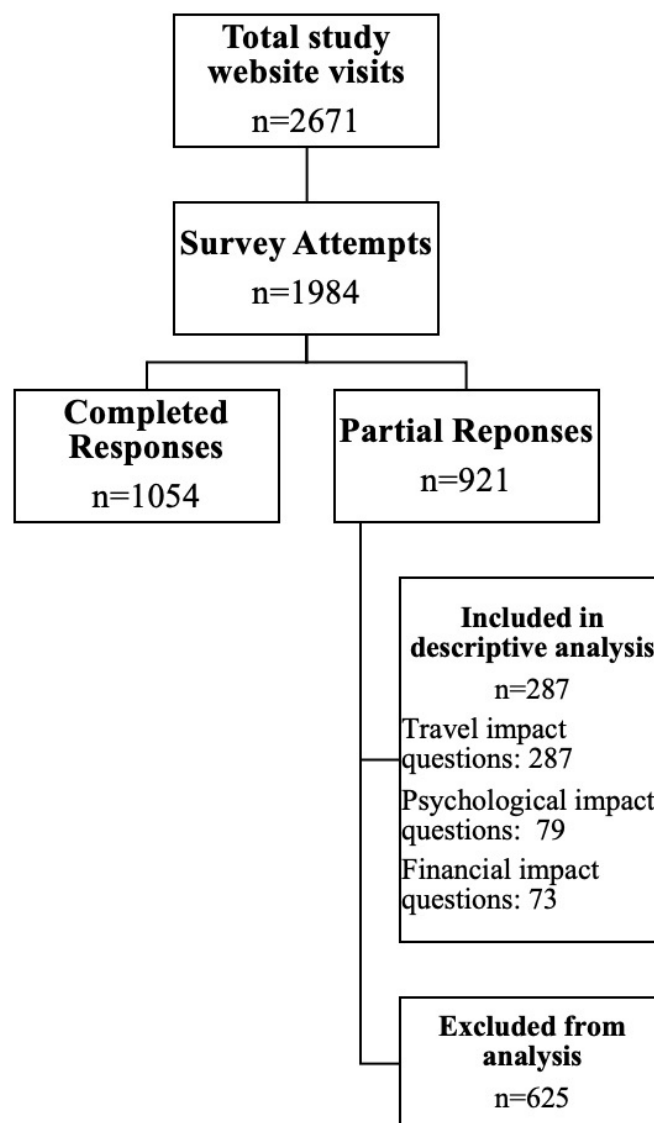 Total study
website visits
n=2671
Survey Attempts
n=1984
Completed
Responses
n=1054
Partial Reponses
n=921
Included in
descriptive analysis
n=287
Travel impact
questions: 287
Psychological impact
questions:  79
Financial impact
questions: 73
Excluded from
analysis
n=625